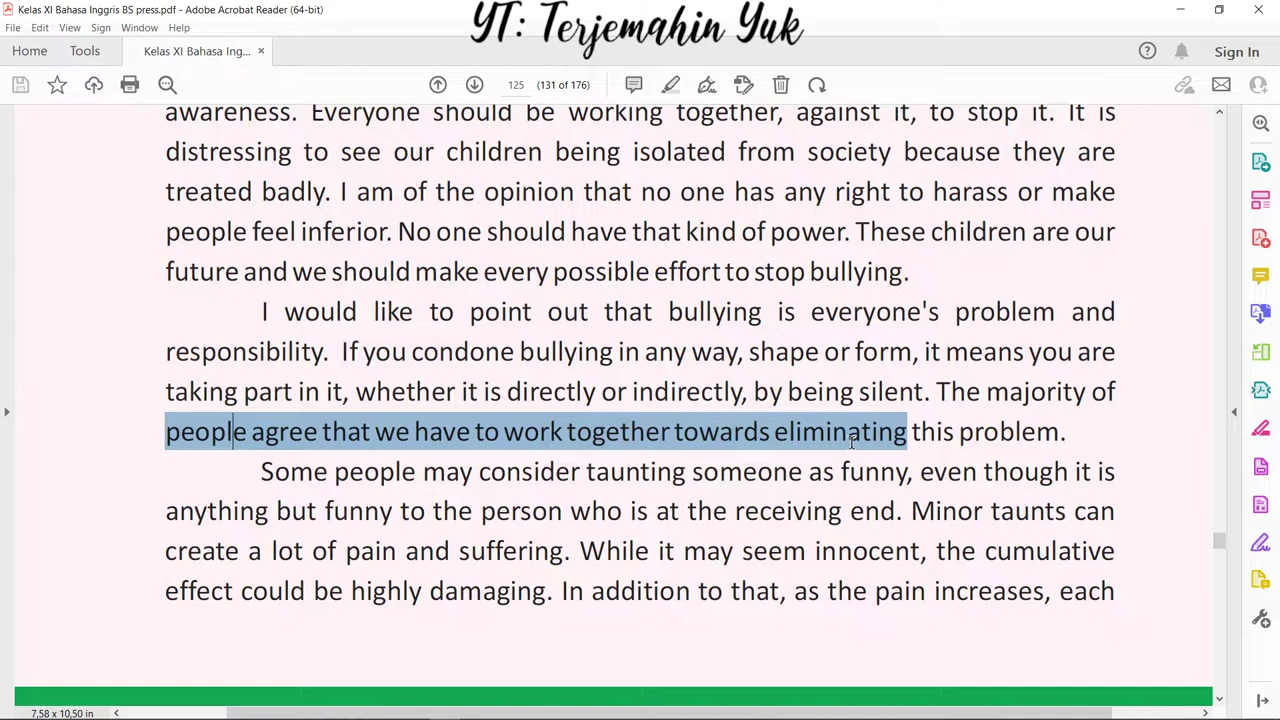 Kelas XI Bahasa Inggris BS press.pdf - Adobe Acrobat Reader (64-bit)
YT: Terjemahin Yuk
File Edit View Sign Window Help
Home Tools Kelas XI Bahasa Ing... × Sign In
125 (131 of 176)
awareness. Everyone should be working together, against it, to stop it. It is
distressing to see our children being isolated from society because they are
treated badly. I am of the opinion that no one has any right to harass or make
people feel inferior. No one should have that kind of power. These children are our
future and we should make every possible effort to stop bullying.
I would like to point out that bullying is everyone's problem and
responsibility. If you condone bullying in any way, shape or form, it means you are
taking part in it, whether it is directly or indirectly, by being silent. The majority of
people agree that we have to work together towards eliminating this problem.
Some people may consider taunting someone as funny, even though it is
anything but funny to the person who is at the receiving end. Minor taunts can
create a lot of pain and suffering. While it may seem innocent, the cumulative
effect could be highly damaging. In addition to that, as the pain increases, each
7,58 x 10,50 in